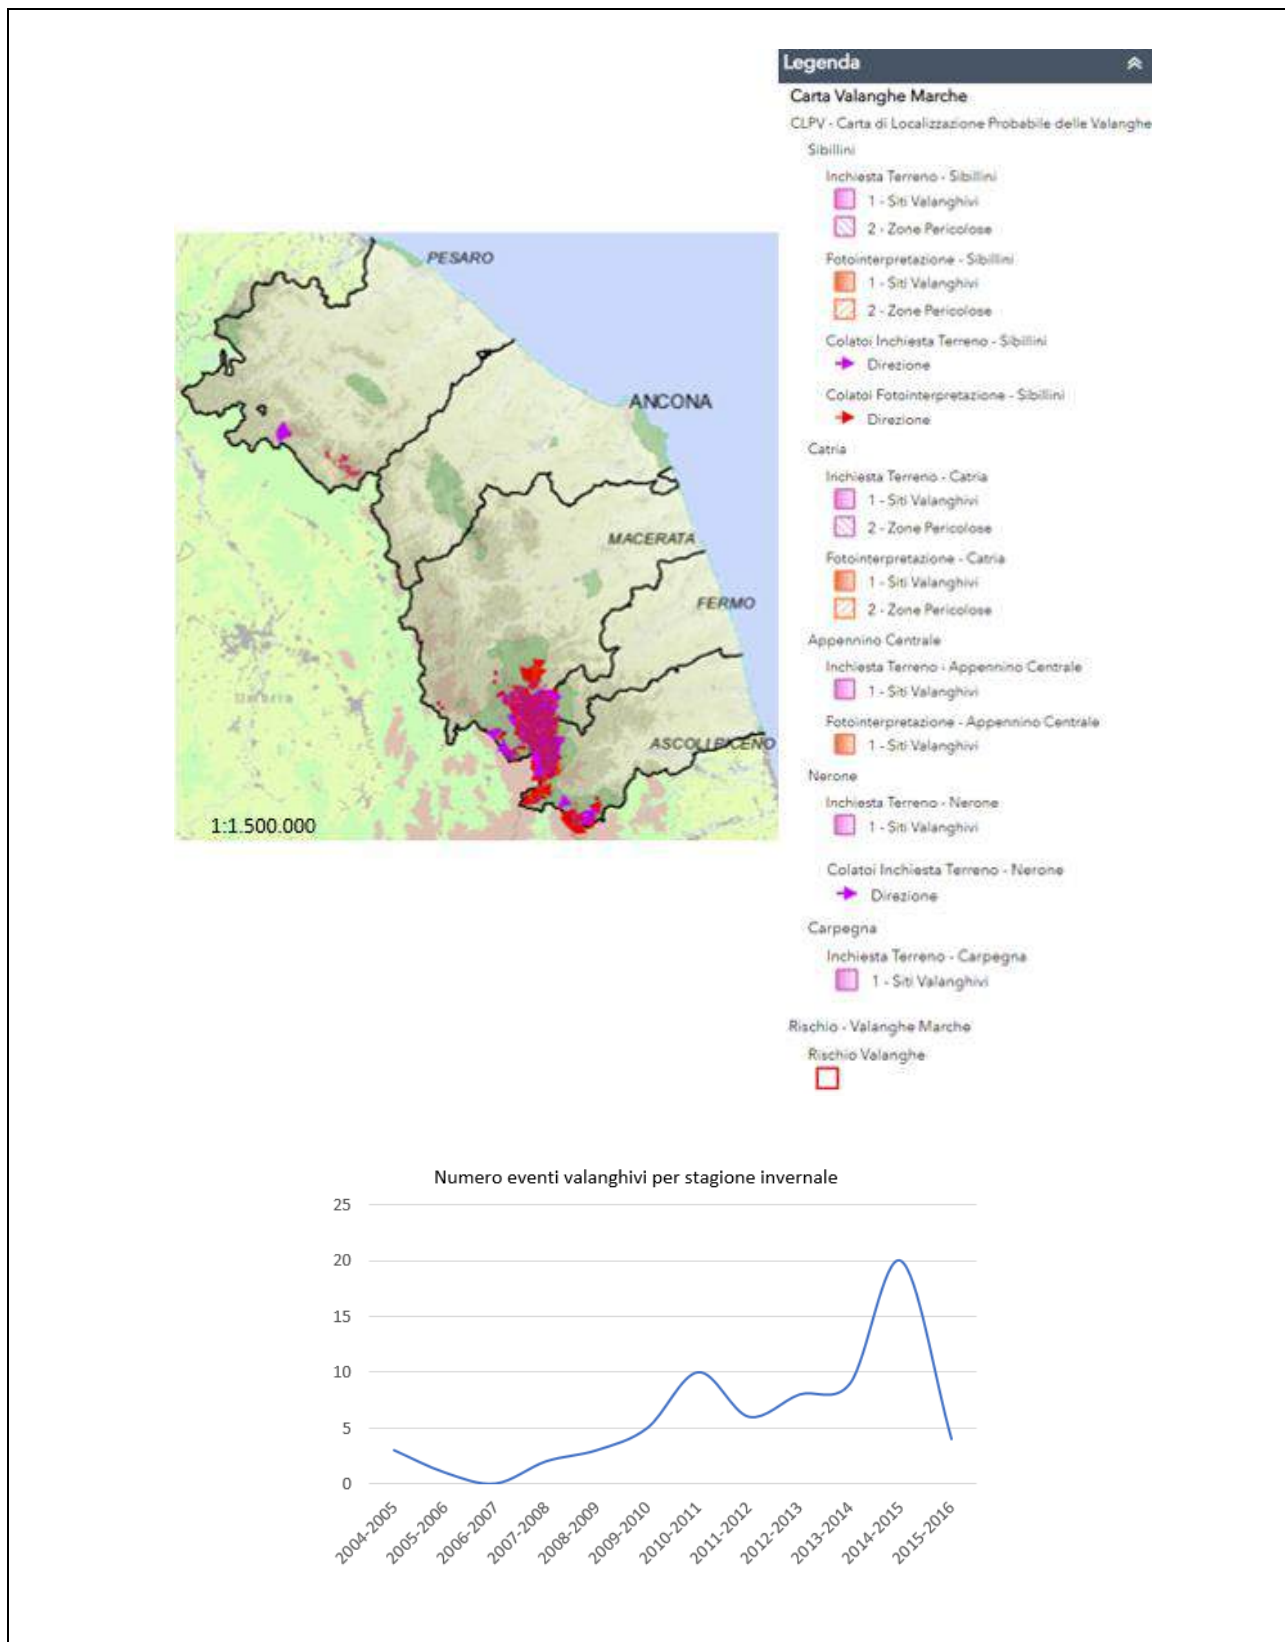 Legenda
Carta Valanghe Marche
CLPV - Carta di Localizzazione Probabile delle Valanghe
Sibillini
Inchiesta Terreno - Sibillini
1 - Siti Valanghivi
2 - Zone Pericolose
Fotointerpretazione - Sibillini
1 - Siti Valanghivi
2 - Zone Pericolose
Colatoi Inchiesta Terreno - Sibillini
Direzione
Colatoi Fotointerpretazione - Sibillini
Direzione
Catria
Inchiesta Terreno - Catria
1 - Siti Valanghivi
2 - Zone Pericolose
Fotointerpretazione - Catria
1 - Siti Valanghivi
2 - Zone Pericolose
Appennino Centrale
Inchiesta Terreno - Appennino Centrale
1 - Siti Valanghivi
Fotointerpretazione - Appennino Centrale
1 - Siti Valanghivi
Nerone
Inchiesta Terreno - Nerone
1 - Siti Valanghivi
Colatoi Inchiesta Terreno - Nerone
Direzione
Carpegna
Inchiesta Terreno - Carpegna
1 - Siti Valanghivi
Rischio - Valanghe Marche
Rischio Valanghe
PESARO
ANCONA
MACERATA
FERMO
Umbria
ASCOLI PICENO
1:1.500.000
Numero eventi valanghivi per stagione invernale
25
20
15
10
5
0
2004-2005
2005-2006
2006-2007
2007-2008
2008-2009
2009-2010
2010-2011
2011-2012
2012-2013
2013-2014
2014-2015
2015-2016